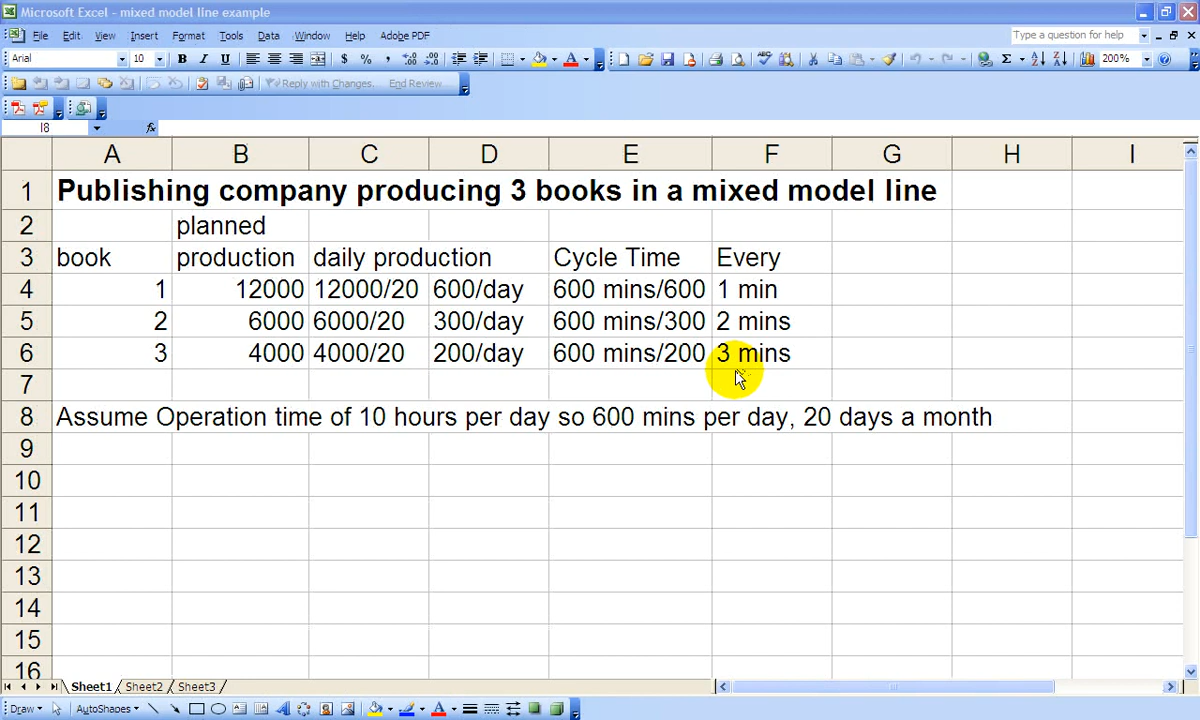 Microsoft Excel - mixed model line example
File Edit View Insert Format Tools Data Window Help Adobe PDF Type a question for help
Arial 10 B I U $ % , 200%
Reply with Changes... End Review...
I8 fx
A B C D E F G H I
1 Publishing company producing 3 books in a mixed model line
2 planned
3 book production daily production Cycle Time Every
4 1 12000 12000/20 600/day 600 mins/600 1 min
5 2 6000 6000/20 300/day 600 mins/300 2 mins
6 3 4000 4000/20 200/day 600 mins/200 3 mins
7
8 Assume Operation time of 10 hours per day so 600 mins per day, 20 days a month
9
10
11
12
13
14
15
16
Sheet1 Sheet2 Sheet3
Draw AutoShapes